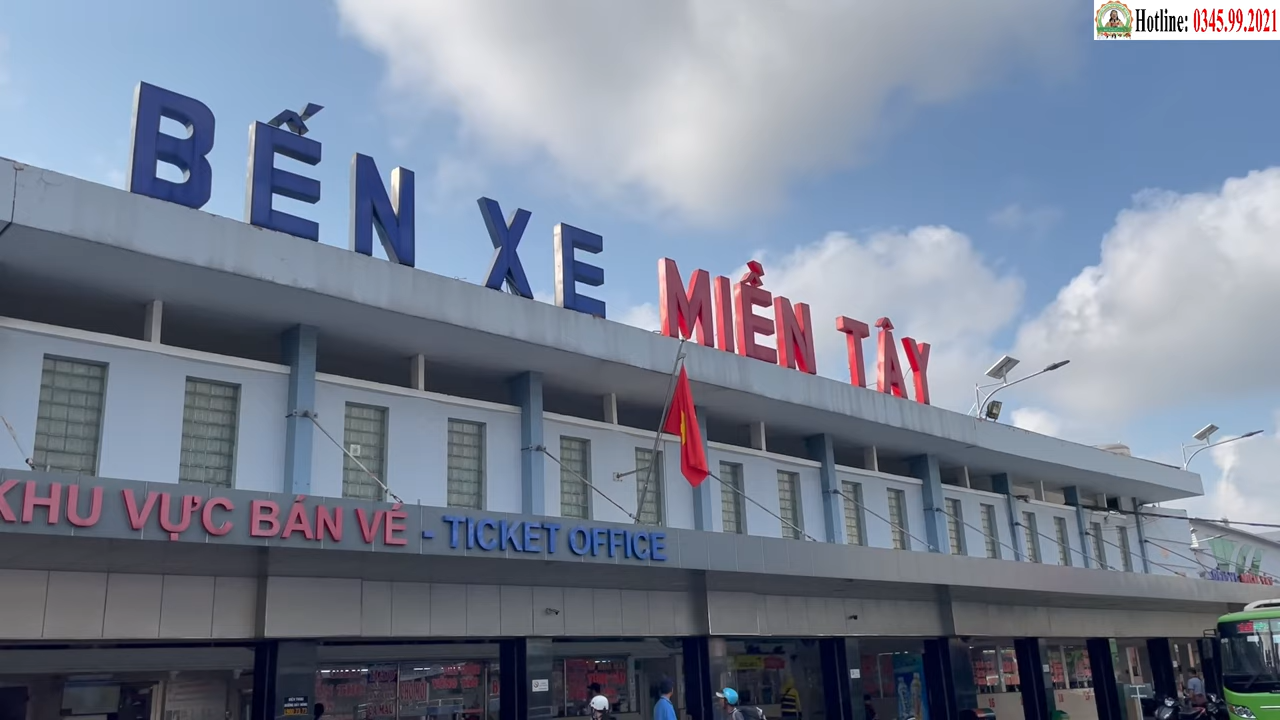 Hotline: 0345.99.2021
BẾN XE MIỀN TÂY
KHU VỰC BÁN VÉ - TICKET OFFICE